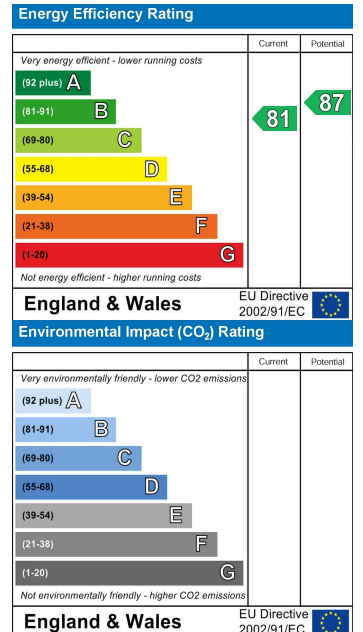 Energy Efficiency Rating
Current Potential
Very energy efficient - lower running costs
(92 plus) A
(81-91) B
(69-80) C
(55-68) D
(39-54) E
(21-38) F
(1-20) G
81
87
Not energy efficient - higher running costs
England & Wales
EU Directive
2002/91/EC
Environmental Impact (CO₂) Rating
Current Potential
Very environmentally friendly - lower CO2 emissions
(92 plus) A
(81-91) B
(69-80) C
(55-68) D
(39-54) E
(21-38) F
(1-20) G
Not environmentally friendly - higher CO2 emissions
England & Wales
EU Directive
2002/91/EC